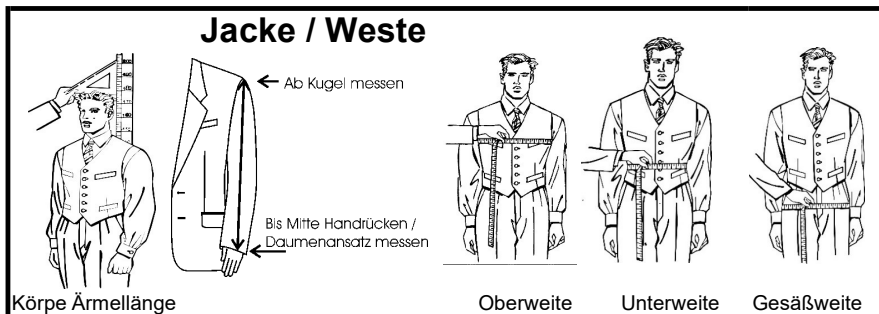 Jacke / Weste
Ab Kugel messen
Bis Mitte Handrücken /
Daumenansatz messen
Körpe Ärmellänge
Oberweite
Unterweite
Gesäßweite